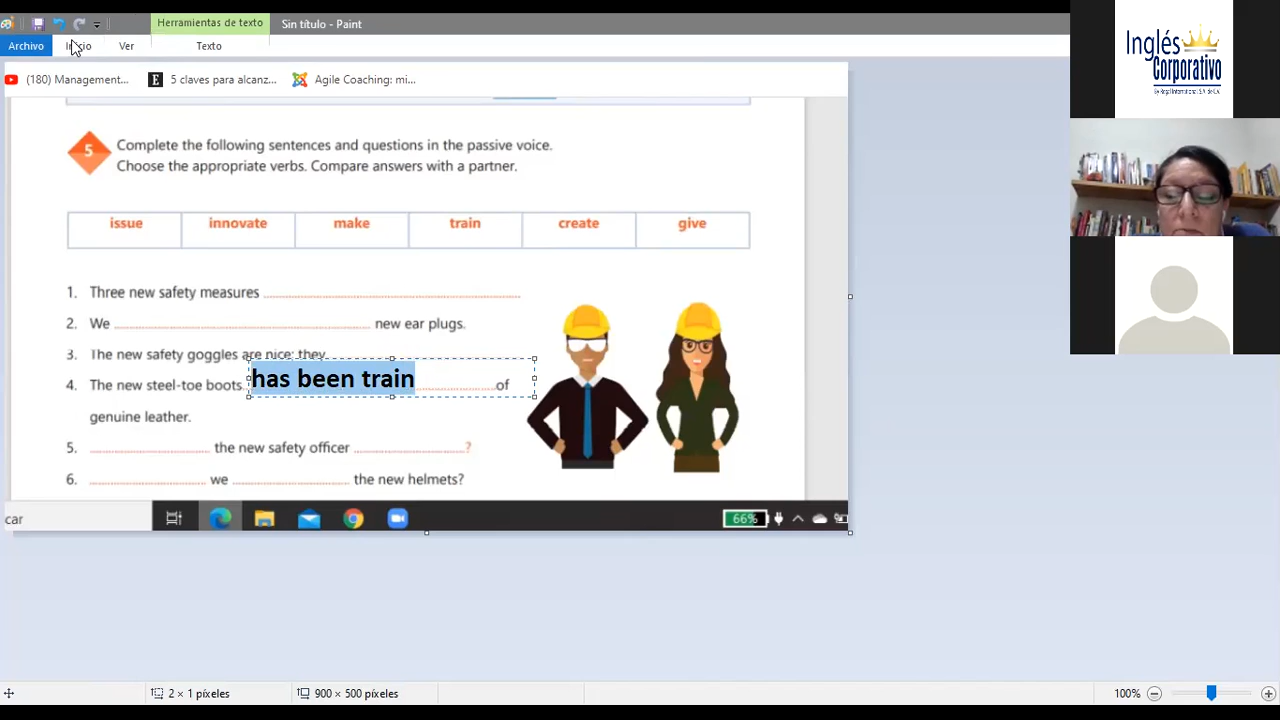 Herramientas de texto
Sin título - Paint
Archivo
Inicio
Ver
Texto
(180) Management...
5 claves para alcanz...
Agile Coaching: mi...
5
Complete the following sentences and questions in the passive voice.
Choose the appropriate verbs. Compare answers with a partner.
issue innovate make train create give
1. Three new safety measures
2. We new ear plugs.
3. The new safety goggles are nice; they
has been train
4. The new steel-toe boots of
genuine leather.
5. the new safety officer ?
6. we the new helmets?
car
66%
2 × 1 píxeles
900 × 500 píxeles
100%
Inglés
Corporativo
By Regal International S.A. de C.V.